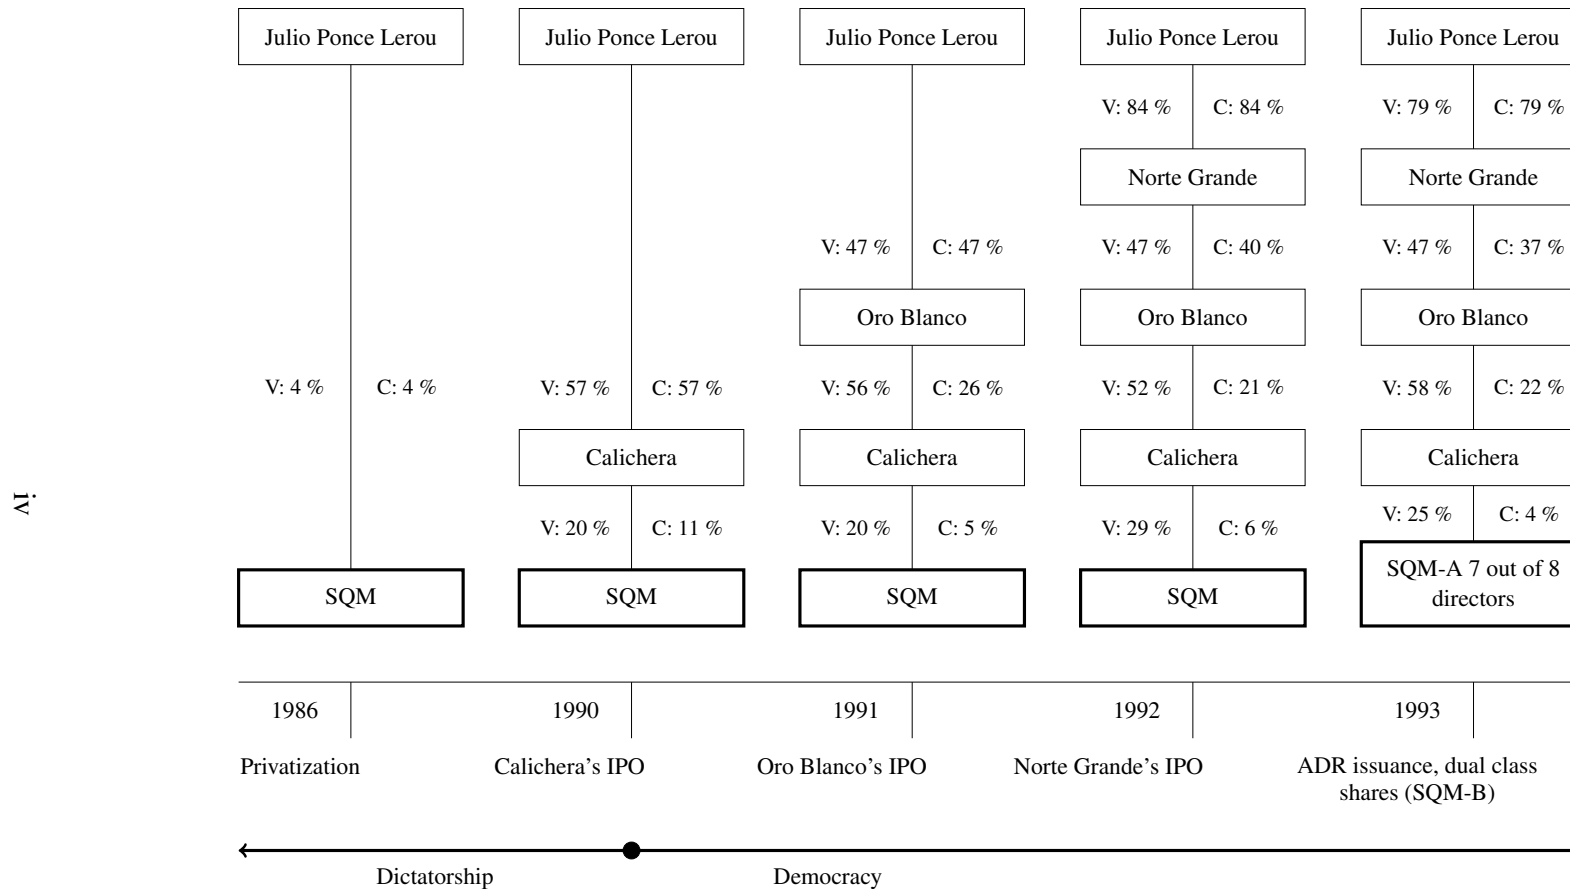 Julio Ponce Lerou
Julio Ponce Lerou
Julio Ponce Lerou
Julio Ponce Lerou
Julio Ponce Lerou
V: 84 %
C: 84 %
V: 79 %
C: 79 %
Norte Grande
Norte Grande
V: 47 %
C: 47 %
V: 47 %
C: 40 %
V: 47 %
C: 37 %
Oro Blanco
Oro Blanco
Oro Blanco
V: 4 %
C: 4 %
V: 57 %
C: 57 %
V: 56 %
C: 26 %
V: 52 %
C: 21 %
V: 58 %
C: 22 %
Calichera
Calichera
Calichera
Calichera
iv
V: 20 %
C: 11 %
V: 20 %
C: 5 %
V: 29 %
C: 6 %
V: 25 %
C: 4 %
SQM
SQM
SQM
SQM
SQM-A 7 out of 8
directors
1986
1990
1991
1992
1993
Privatization
Calichera's IPO
Oro Blanco's IPO
Norte Grande's IPO
ADR issuance, dual class
shares (SQM-B)
Dictatorship
Democracy